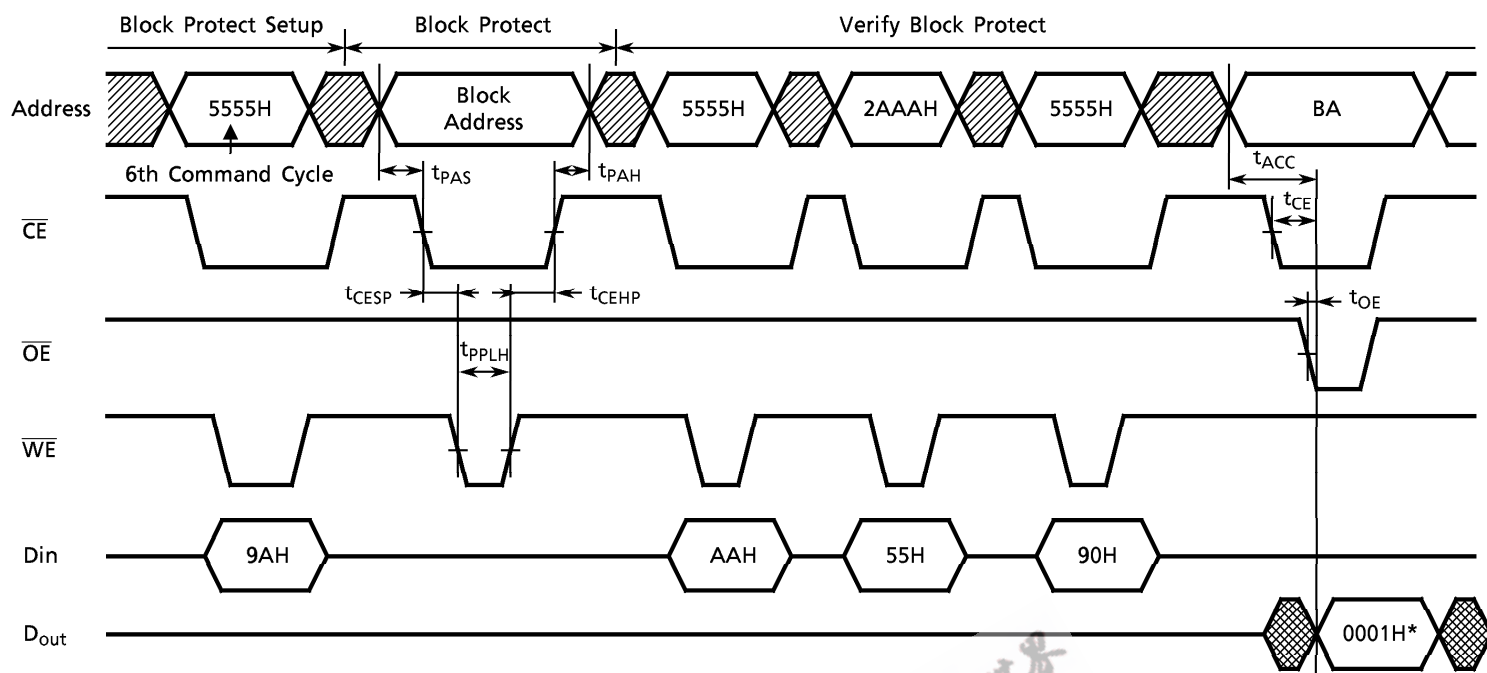 Block Protect Setup Block Protect Verify Block Protect
Address 5555H Block Address 5555H 2AAAH 5555H BA
6th Command Cycle tPAS tPAH tACC
CE tCE
tCESP tCEHP tOE
OE tPPLH
WE
Din 9AH AAH 55H 90H
Dout 0001H*